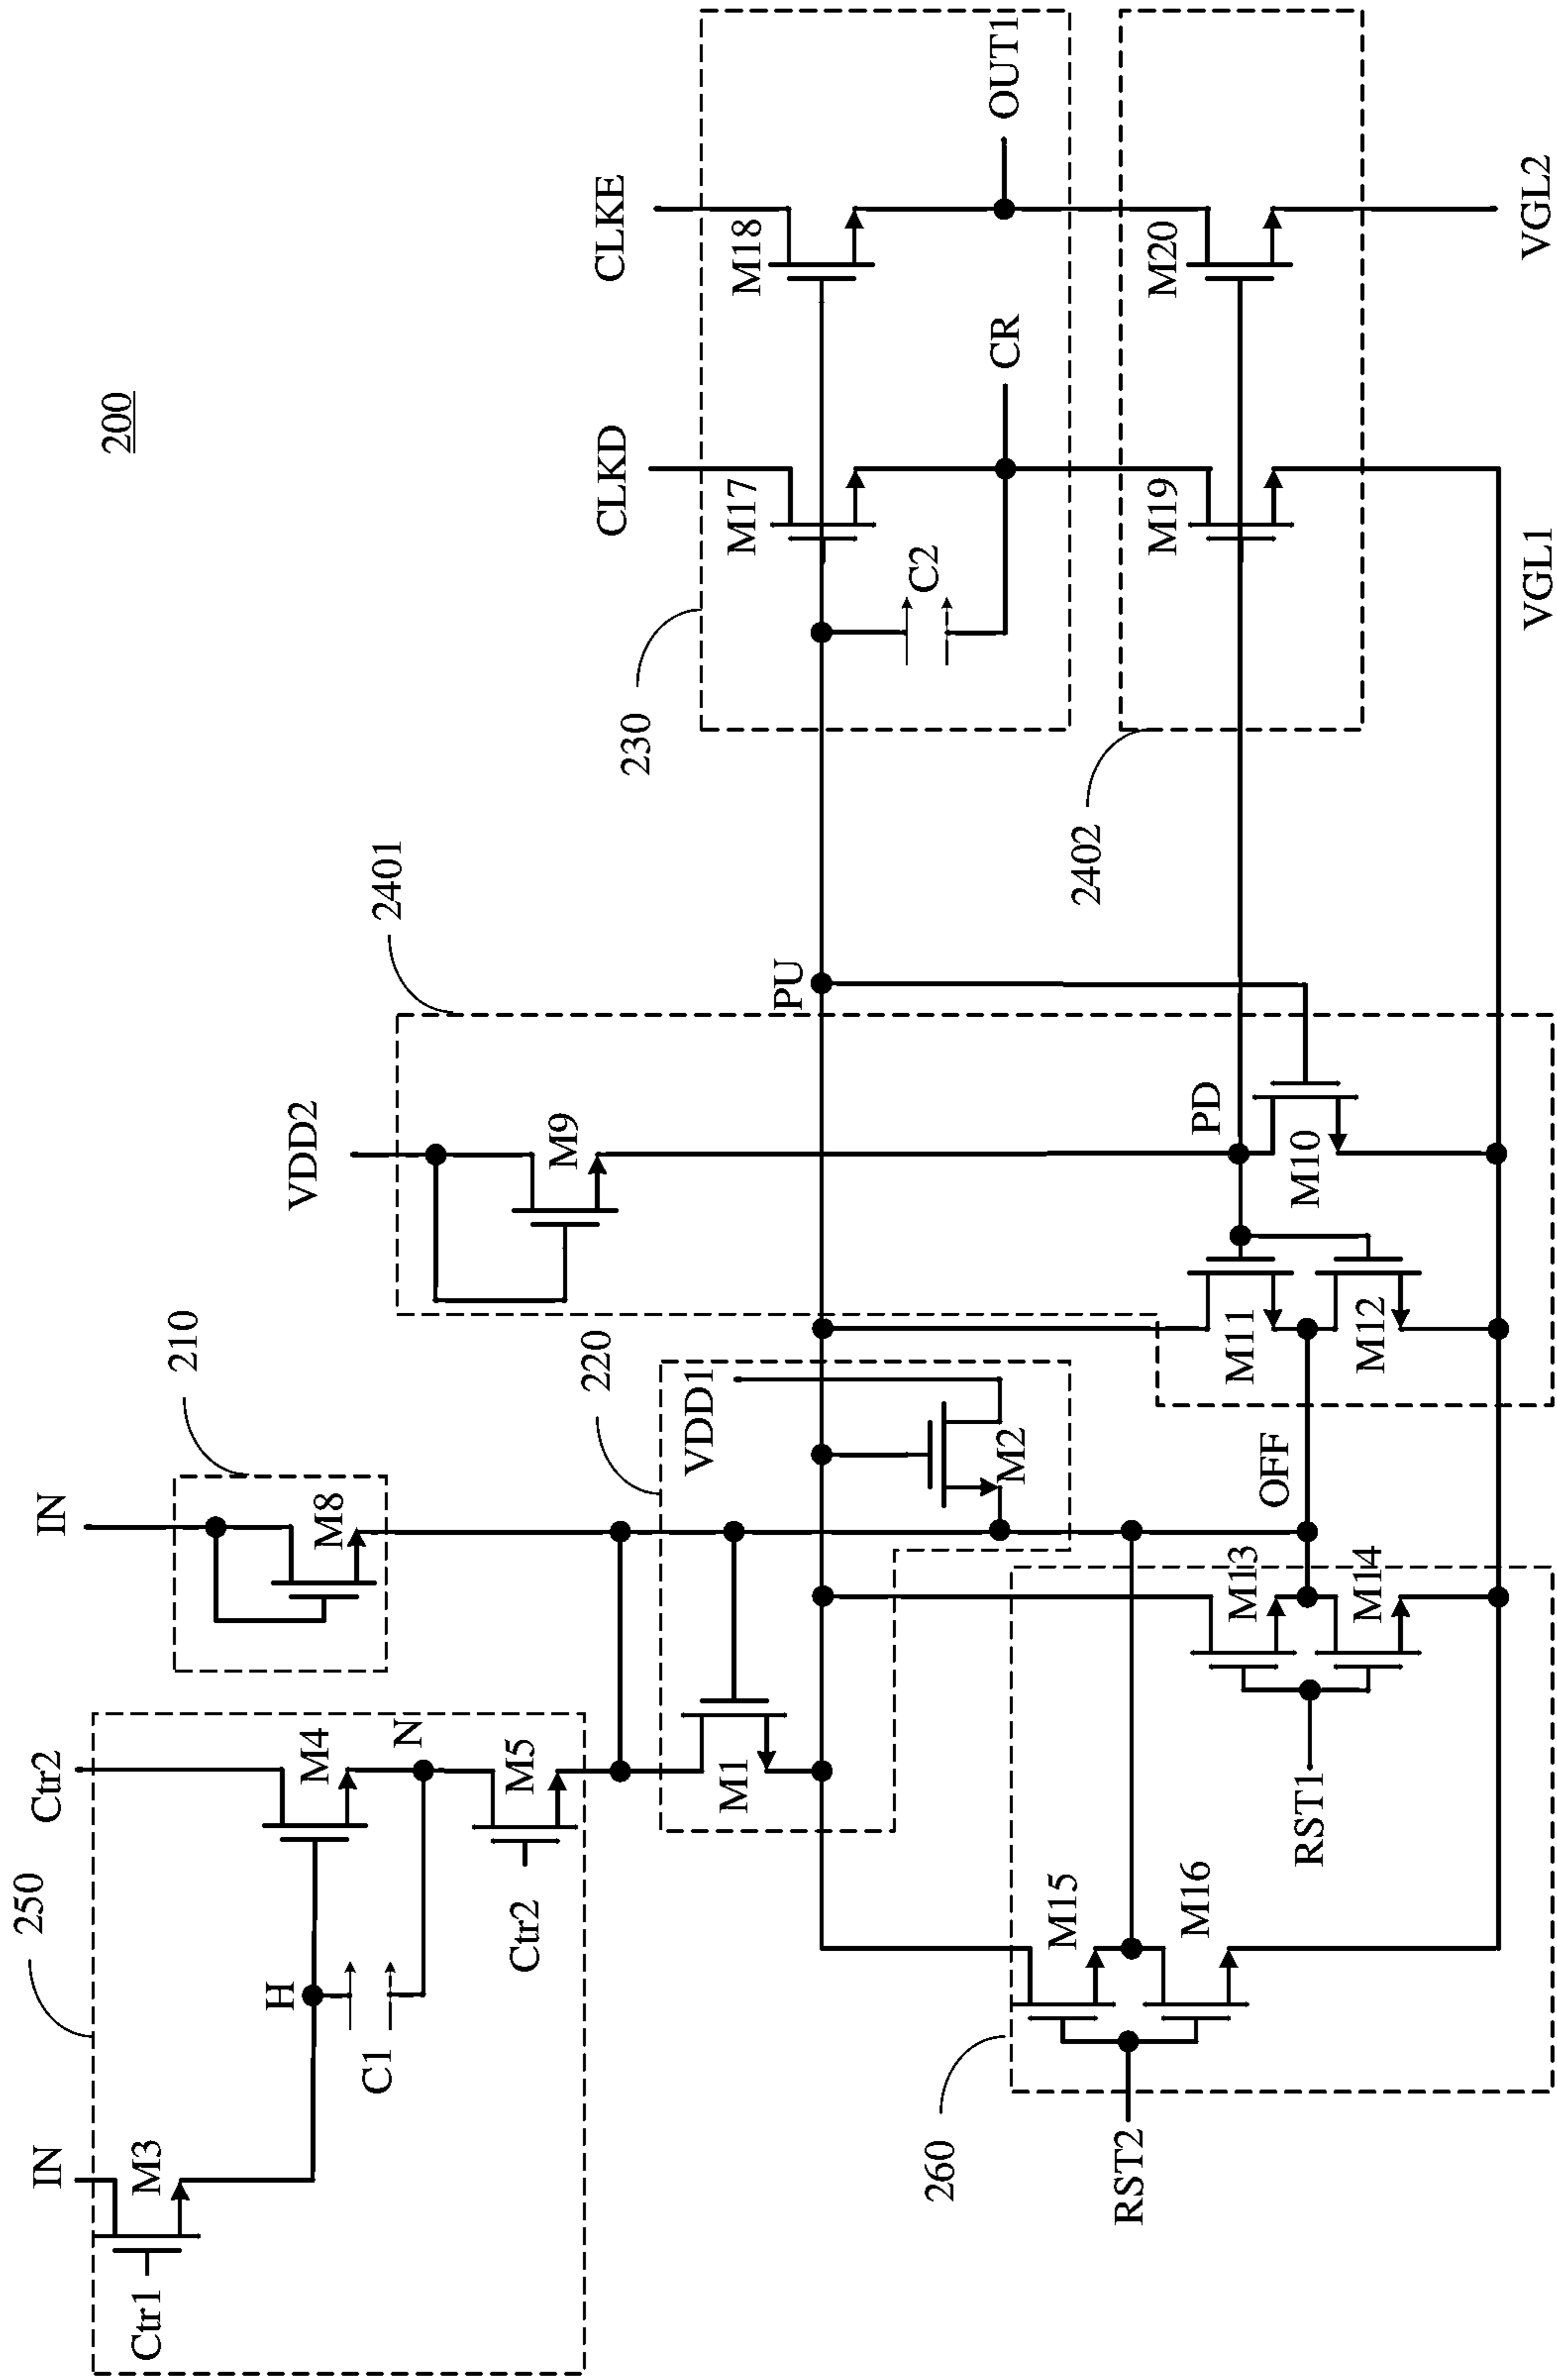 200
IN
Ctr1
M3
250
H
C1
Ctr2
M4
N
M5
Ctr2
IN
210
M8
220
VDD1
M1
M2
VDD2
2401
M9
PU
PD
M10
M11
M12
OFF
260
M13
M14
RST1
M15
M16
RST2
CLKD
CLKE
230
M17
M18
C2
CR
OUT1
2402
M19
M20
VGL1
VGL2